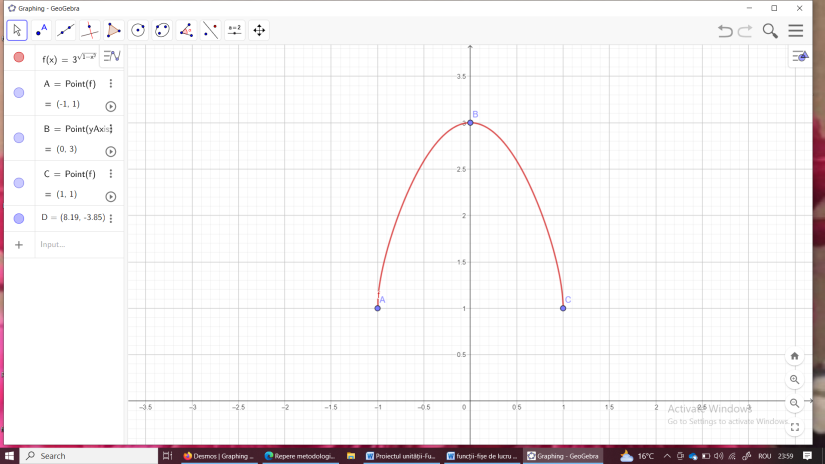 Graphing - GeoGebra
A
a=2
f(x) = 3^√(1−x²)
A = Point(f)
= (-1, 1)
B = Point(yAxis
= (0, 3)
C = Point(f)
= (1, 1)
D = (8.19, -3.85)
+ Input...
3.5
B
3
2.5
2
1.5
A C
1
0.5
−3.5 −3 −2.5 −2 −1.5 −1 −0.5 0 0.5 1 1.5 2 2.5 3
Activate Windows
Go to Settings to activate Windows.
Search Desmos | Graphing ... Repere metodologi... Proiectul unității-Fu... funcții-fișe de lucru ... Graphing - GeoGebra 16°C ROU 23:59